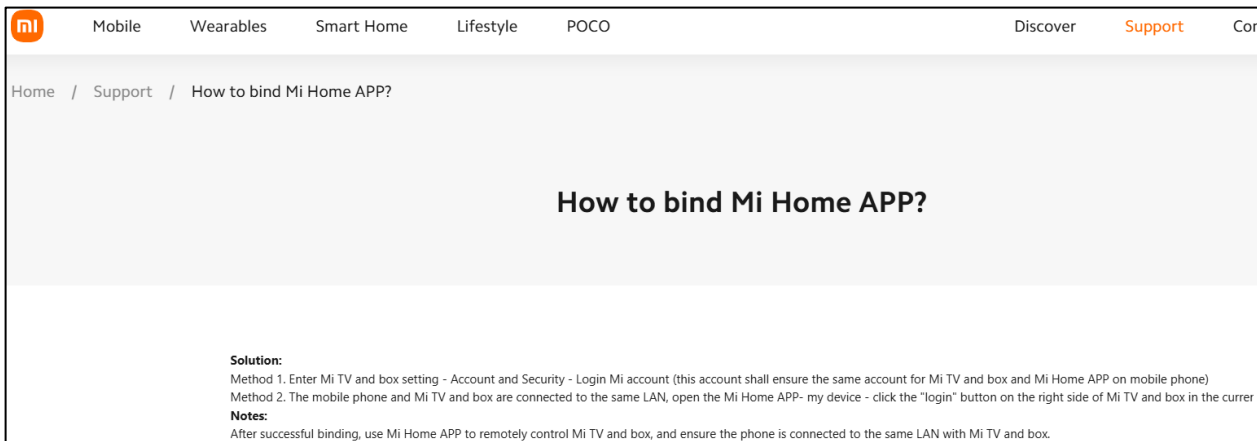 mi Mobile Wearables Smart Home Lifestyle POCO Discover Support
Home / Support / How to bind Mi Home APP?
How to bind Mi Home APP?
Solution:
Method 1. Enter Mi TV and box setting - Account and Security - Login Mi account (this account shall ensure the same account for Mi TV and box and Mi Home APP on mobile phone)
Method 2. The mobile phone and Mi TV and box are connected to the same LAN, open the Mi Home APP- my device - click the "login" button on the right side of Mi TV and box in the
Notes:
After successful binding, use Mi Home APP to remotely control Mi TV and box, and ensure the phone is connected to the same LAN with Mi TV and box.